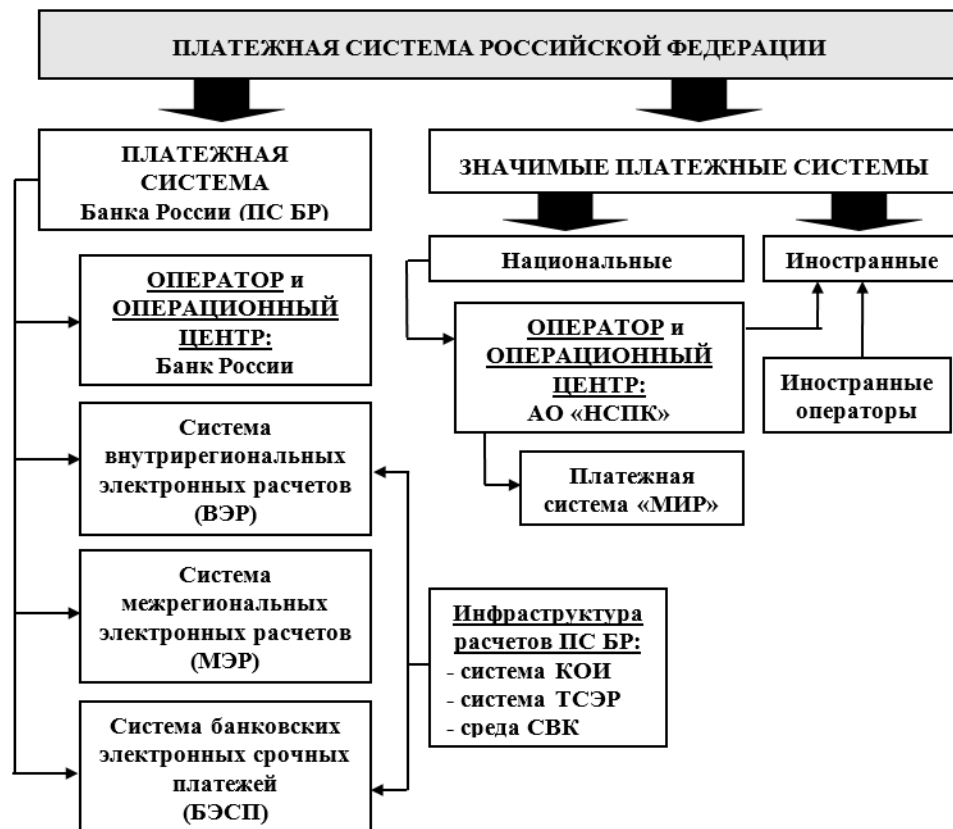 ПЛАТЕЖНАЯ СИСТЕМА РОССИЙСКОЙ ФЕДЕРАЦИИ
ПЛАТЕЖНАЯ
СИСТЕМА
Банка России (ПС БР)
ОПЕРАТОР и
ОПЕРАЦИОННЫЙ
ЦЕНТР:
Банк России
Система
внутрирегиональных
электронных расчетов
(ВЭР)
Система
межрегиональных
электронных расчетов
(МЭР)
Система банковских
электронных срочных
платежей
(БЭСП)
ЗНАЧИМЫЕ ПЛАТЕЖНЫЕ СИСТЕМЫ
Национальные
Иностранные
ОПЕРАТОР и
ОПЕРАЦИОННЫЙ
ЦЕНТР:
АО «НСПК»
Иностранные
операторы
Платежная
система «МИР»
Инфраструктура
расчетов ПС БР:
- система КОИ
- система ТСЭР
- среда СВК